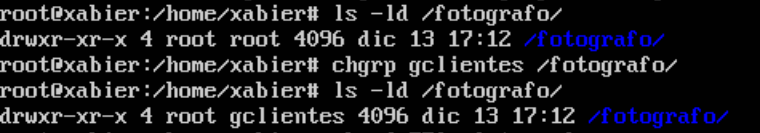 root@xabier:/home/xabier# ls -ld /fotografo/
drwxr-xr-x 4 root root 4096 dic 13 17:12 /fotografo/
root@xabier:/home/xabier# chgrp gclientes /fotografo/
root@xabier:/home/xabier# ls -ld /fotografo/
drwxr-xr-x 4 root gclientes 4096 dic 13 17:12 /fotografo/